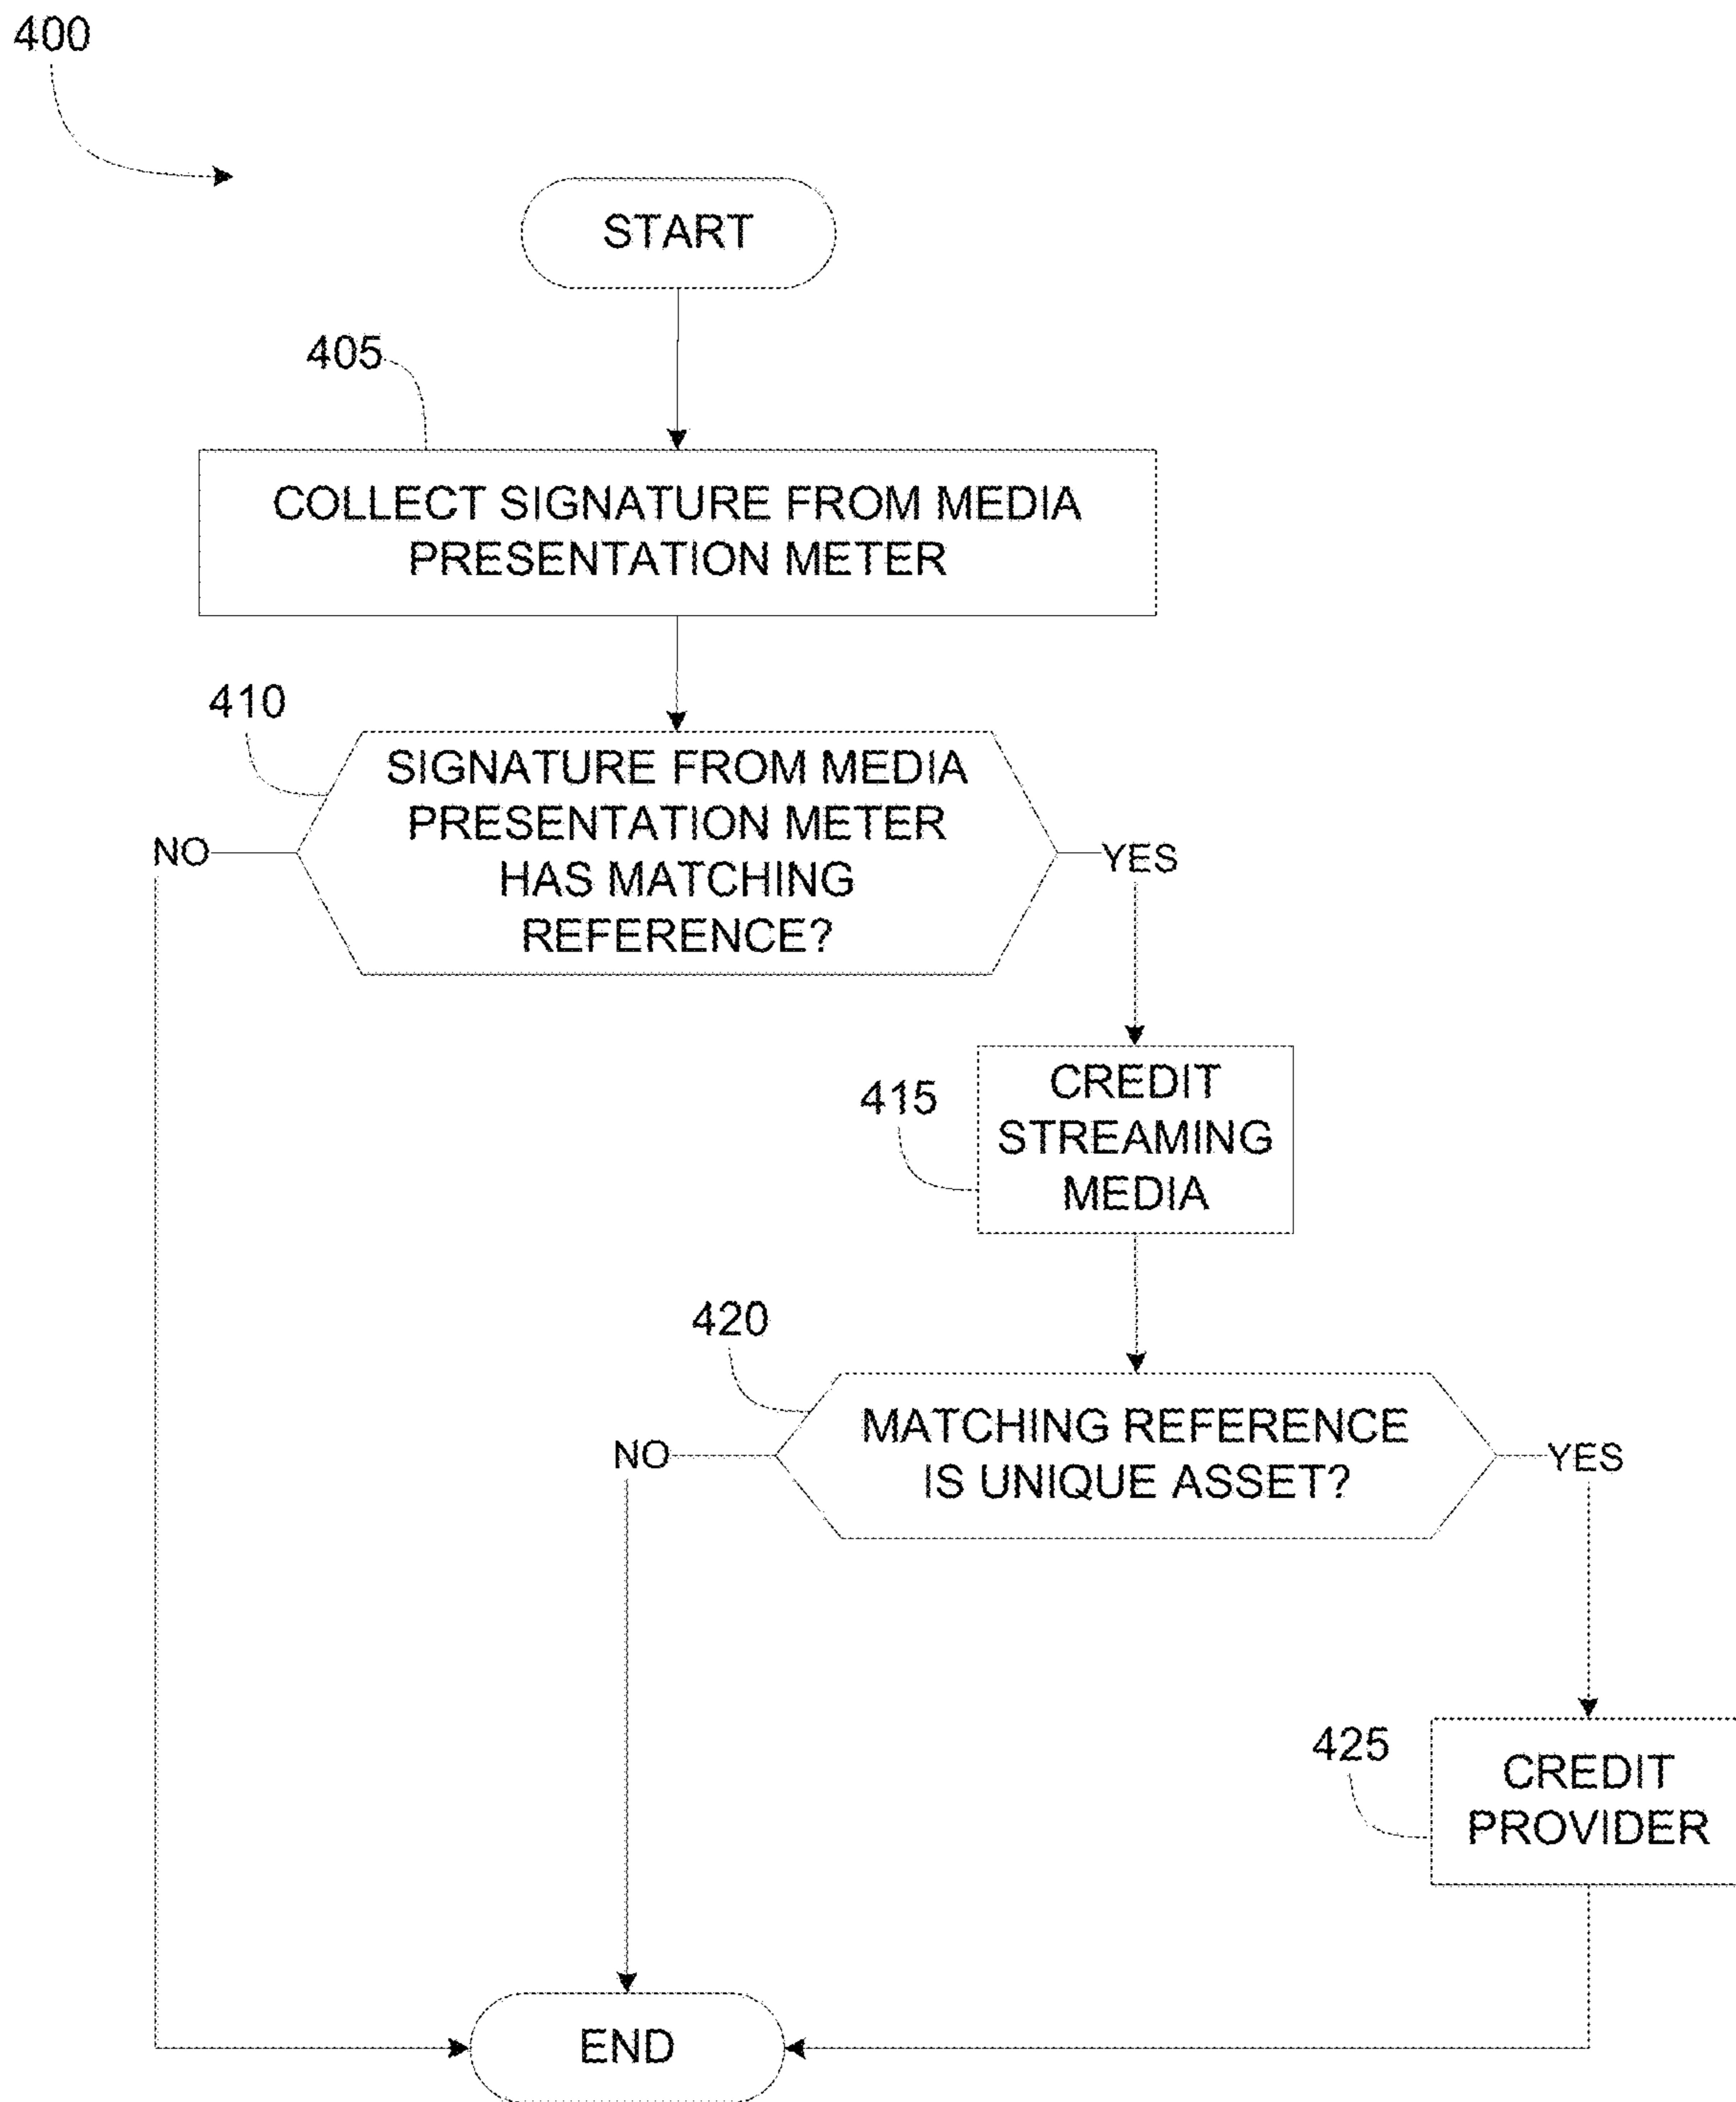 400
START
405
COLLECT SIGNATURE FROM MEDIA
PRESENTATION METER
410
SIGNATURE FROM MEDIA
PRESENTATION METER
HAS MATCHING
REFERENCE?
NO
YES
CREDIT
STREAMING
MEDIA
415
420
MATCHING REFERENCE
IS UNIQUE ASSET?
NO
YES
425
CREDIT
PROVIDER
END